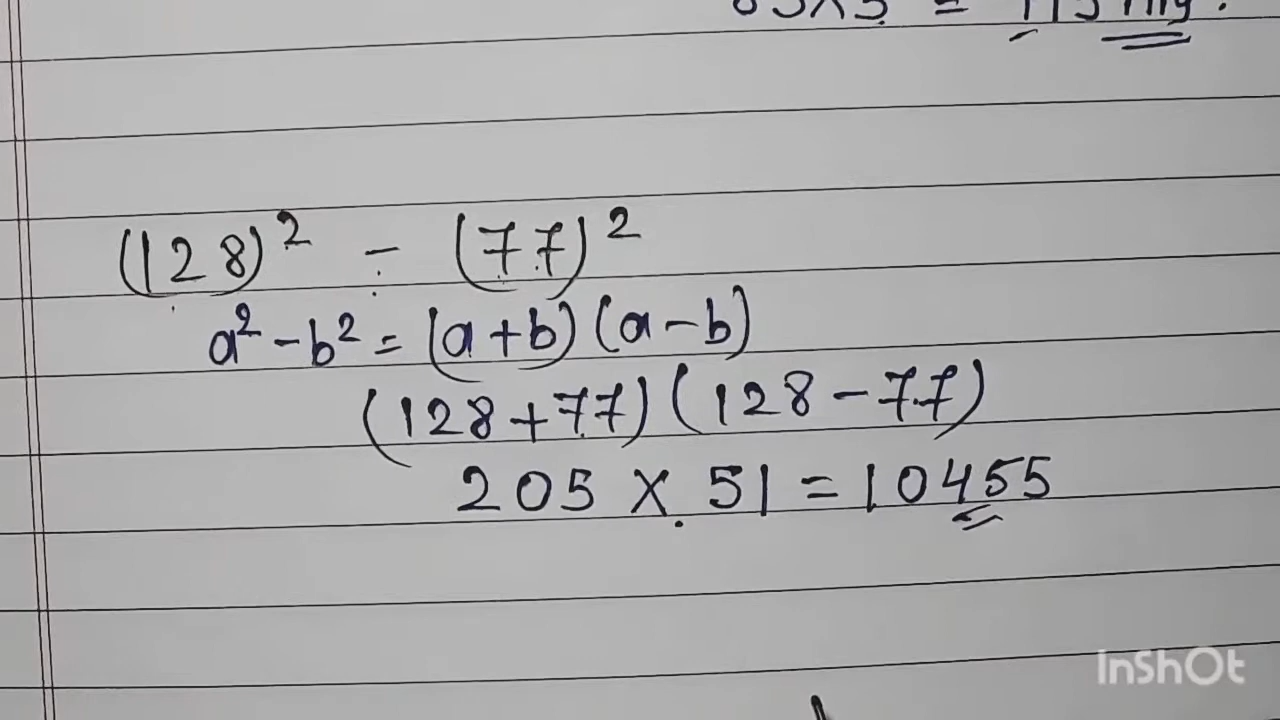 (128)² - (77)²
a² - b² = (a + b) (a - b)
(128 + 77) (128 - 77)
205 X 51 = 10455
InShOt